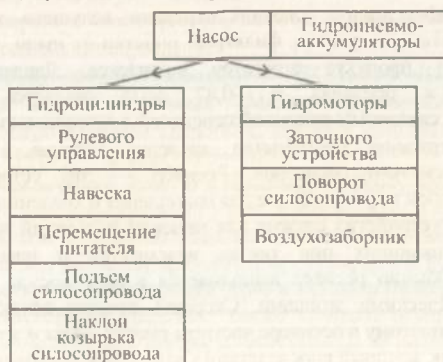 Насос
Гидропневмо-
аккумуляторы
Гидроцилиндры
Рулевого
управления
Навеска
Перемещение
питателя
Подъем
силосопровода
Наклон
козырька
силосопровода
Гидромоторы
Заточного
устройства
Поворот
силосопровода
Воздухозаборник